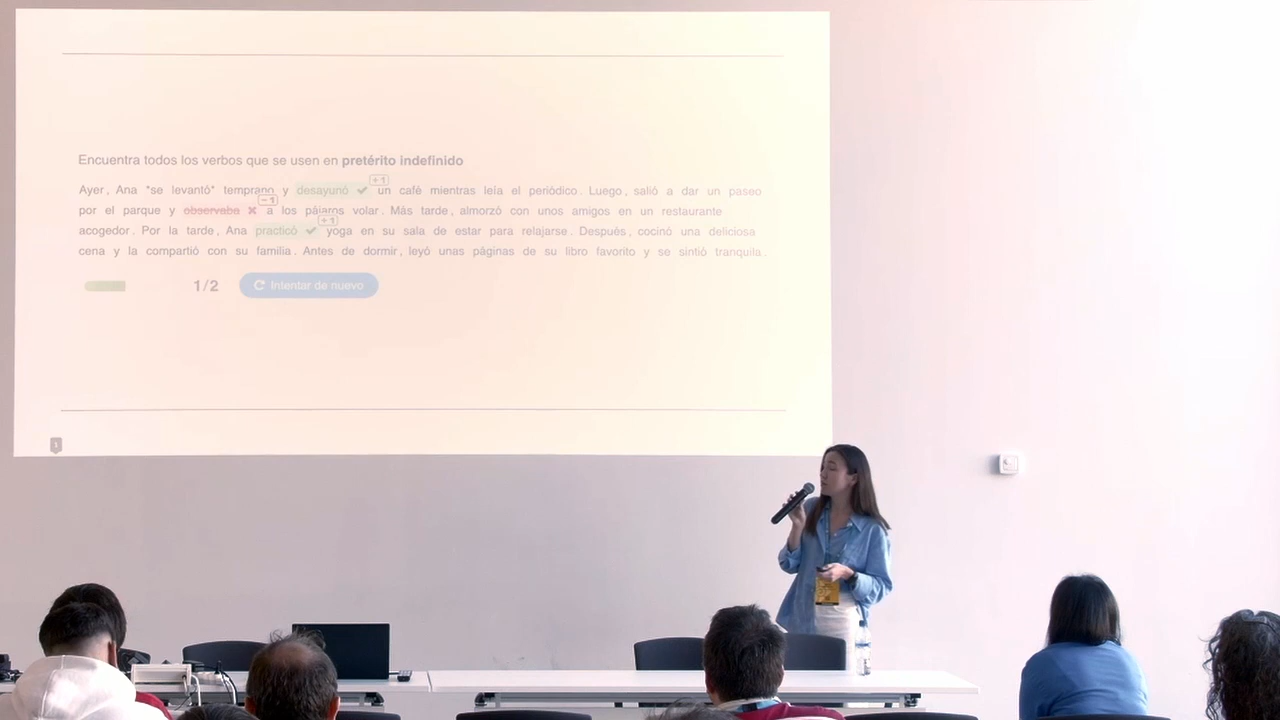 Encuentra todos los verbos que se usen en pretérito indefinido
Ayer, Ana *se levantó* temprano y desayunó ✔ +1 un café mientras leía el periódico. Luego, salió a dar un paseo
por el parque y observaba ✖ −1 a los pájaros volar. Más tarde, almorzó con unos amigos en un restaurante
acogedor. Por la tarde, Ana practicó ✔ +1 yoga en su sala de estar para relajarse. Después, cocinó una deliciosa
cena y la compartió con su familia. Antes de dormir, leyó unas páginas de su libro favorito y se sintió tranquila.
1/2 Intentar de nuevo
1